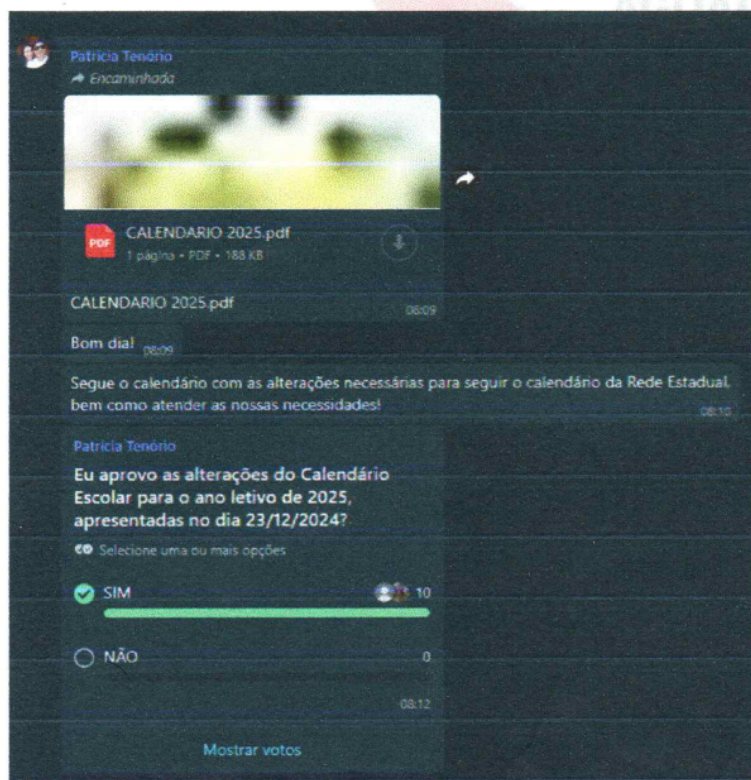 Patricia Tenório
Encaminhada
PDF
CALENDARIO 2025.pdf
1 página • PDF • 188 KB
CALENDARIO 2025.pdf
08:09
Bom dia! 08:09
Segue o calendário com as alterações necessárias para seguir o calendário da Rede Estadual,
bem como atender as nossas necessidades!
08:10
Patricia Tenório
Eu aprovo as alterações do Calendário
Escolar para o ano letivo de 2025,
apresentadas no dia 23/12/2024?
Selecione uma ou mais opções
SIM 10
NÃO 0
08:12
Mostrar votos